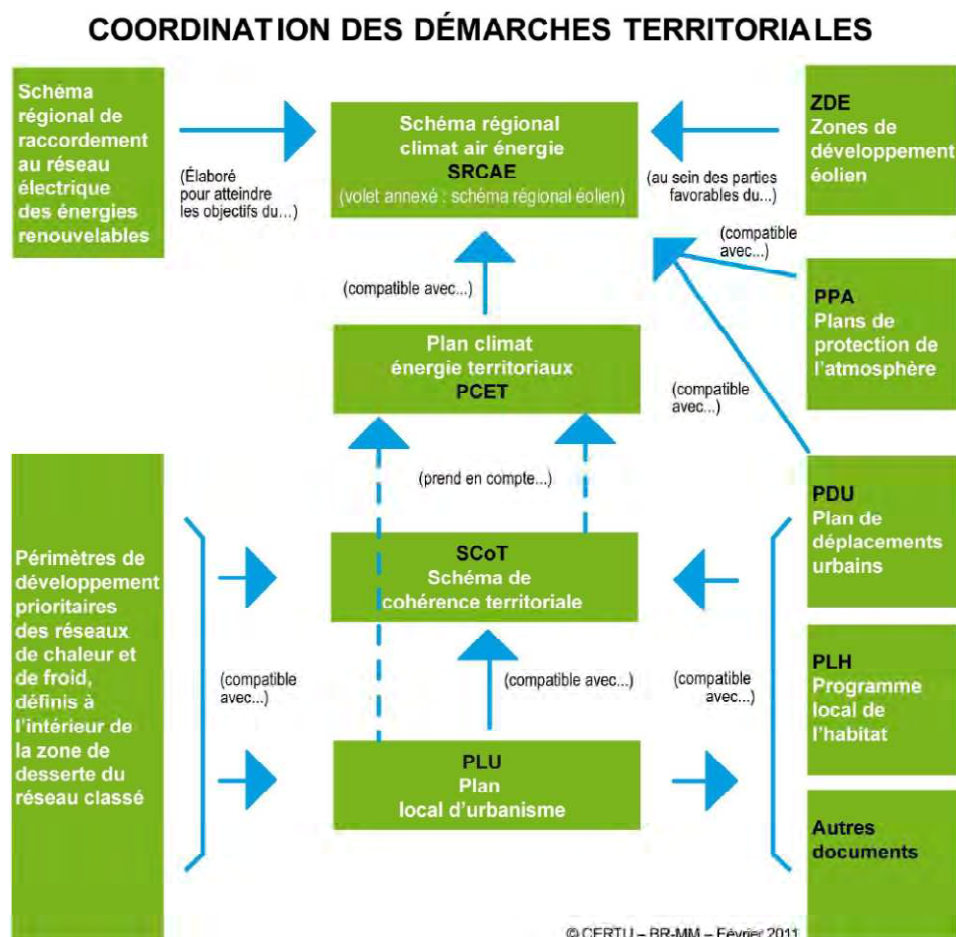 COORDINATION DES DÉMARCHES TERRITORIALES
Schéma
régional de
raccordement
au réseau
électrique
des énergies
renouvelables
(Élaboré
pour atteindre
les objectifs du...)
Schéma régional
climat air énergie
SRCAE
(volet annexé : schéma régional éolien)
(au sein des parties
favorables du...)
ZDE
Zones de
développement
éolien
(compatible
avec...)
(compatible avec...)
PPA
Plans de
protection de
l'atmosphère
Plan climat
énergie territoriaux
PCET
(compatible
avec...)
(prend en compte...)
PDU
Plan de
déplacements
urbains
SCoT
Schéma de
cohérence territoriale
Périmètres de
développement
prioritaires
des réseaux
de chaleur et
de froid,
définis à
l'intérieur de
la zone de
desserte du
réseau classé
(compatible
avec...)
(compatible avec...)
(compatible
avec...)
PLH
Programme
local de
l'habitat
PLU
Plan
local d'urbanisme
Autres
documents
© CERTU – BR-MM – Février 2011